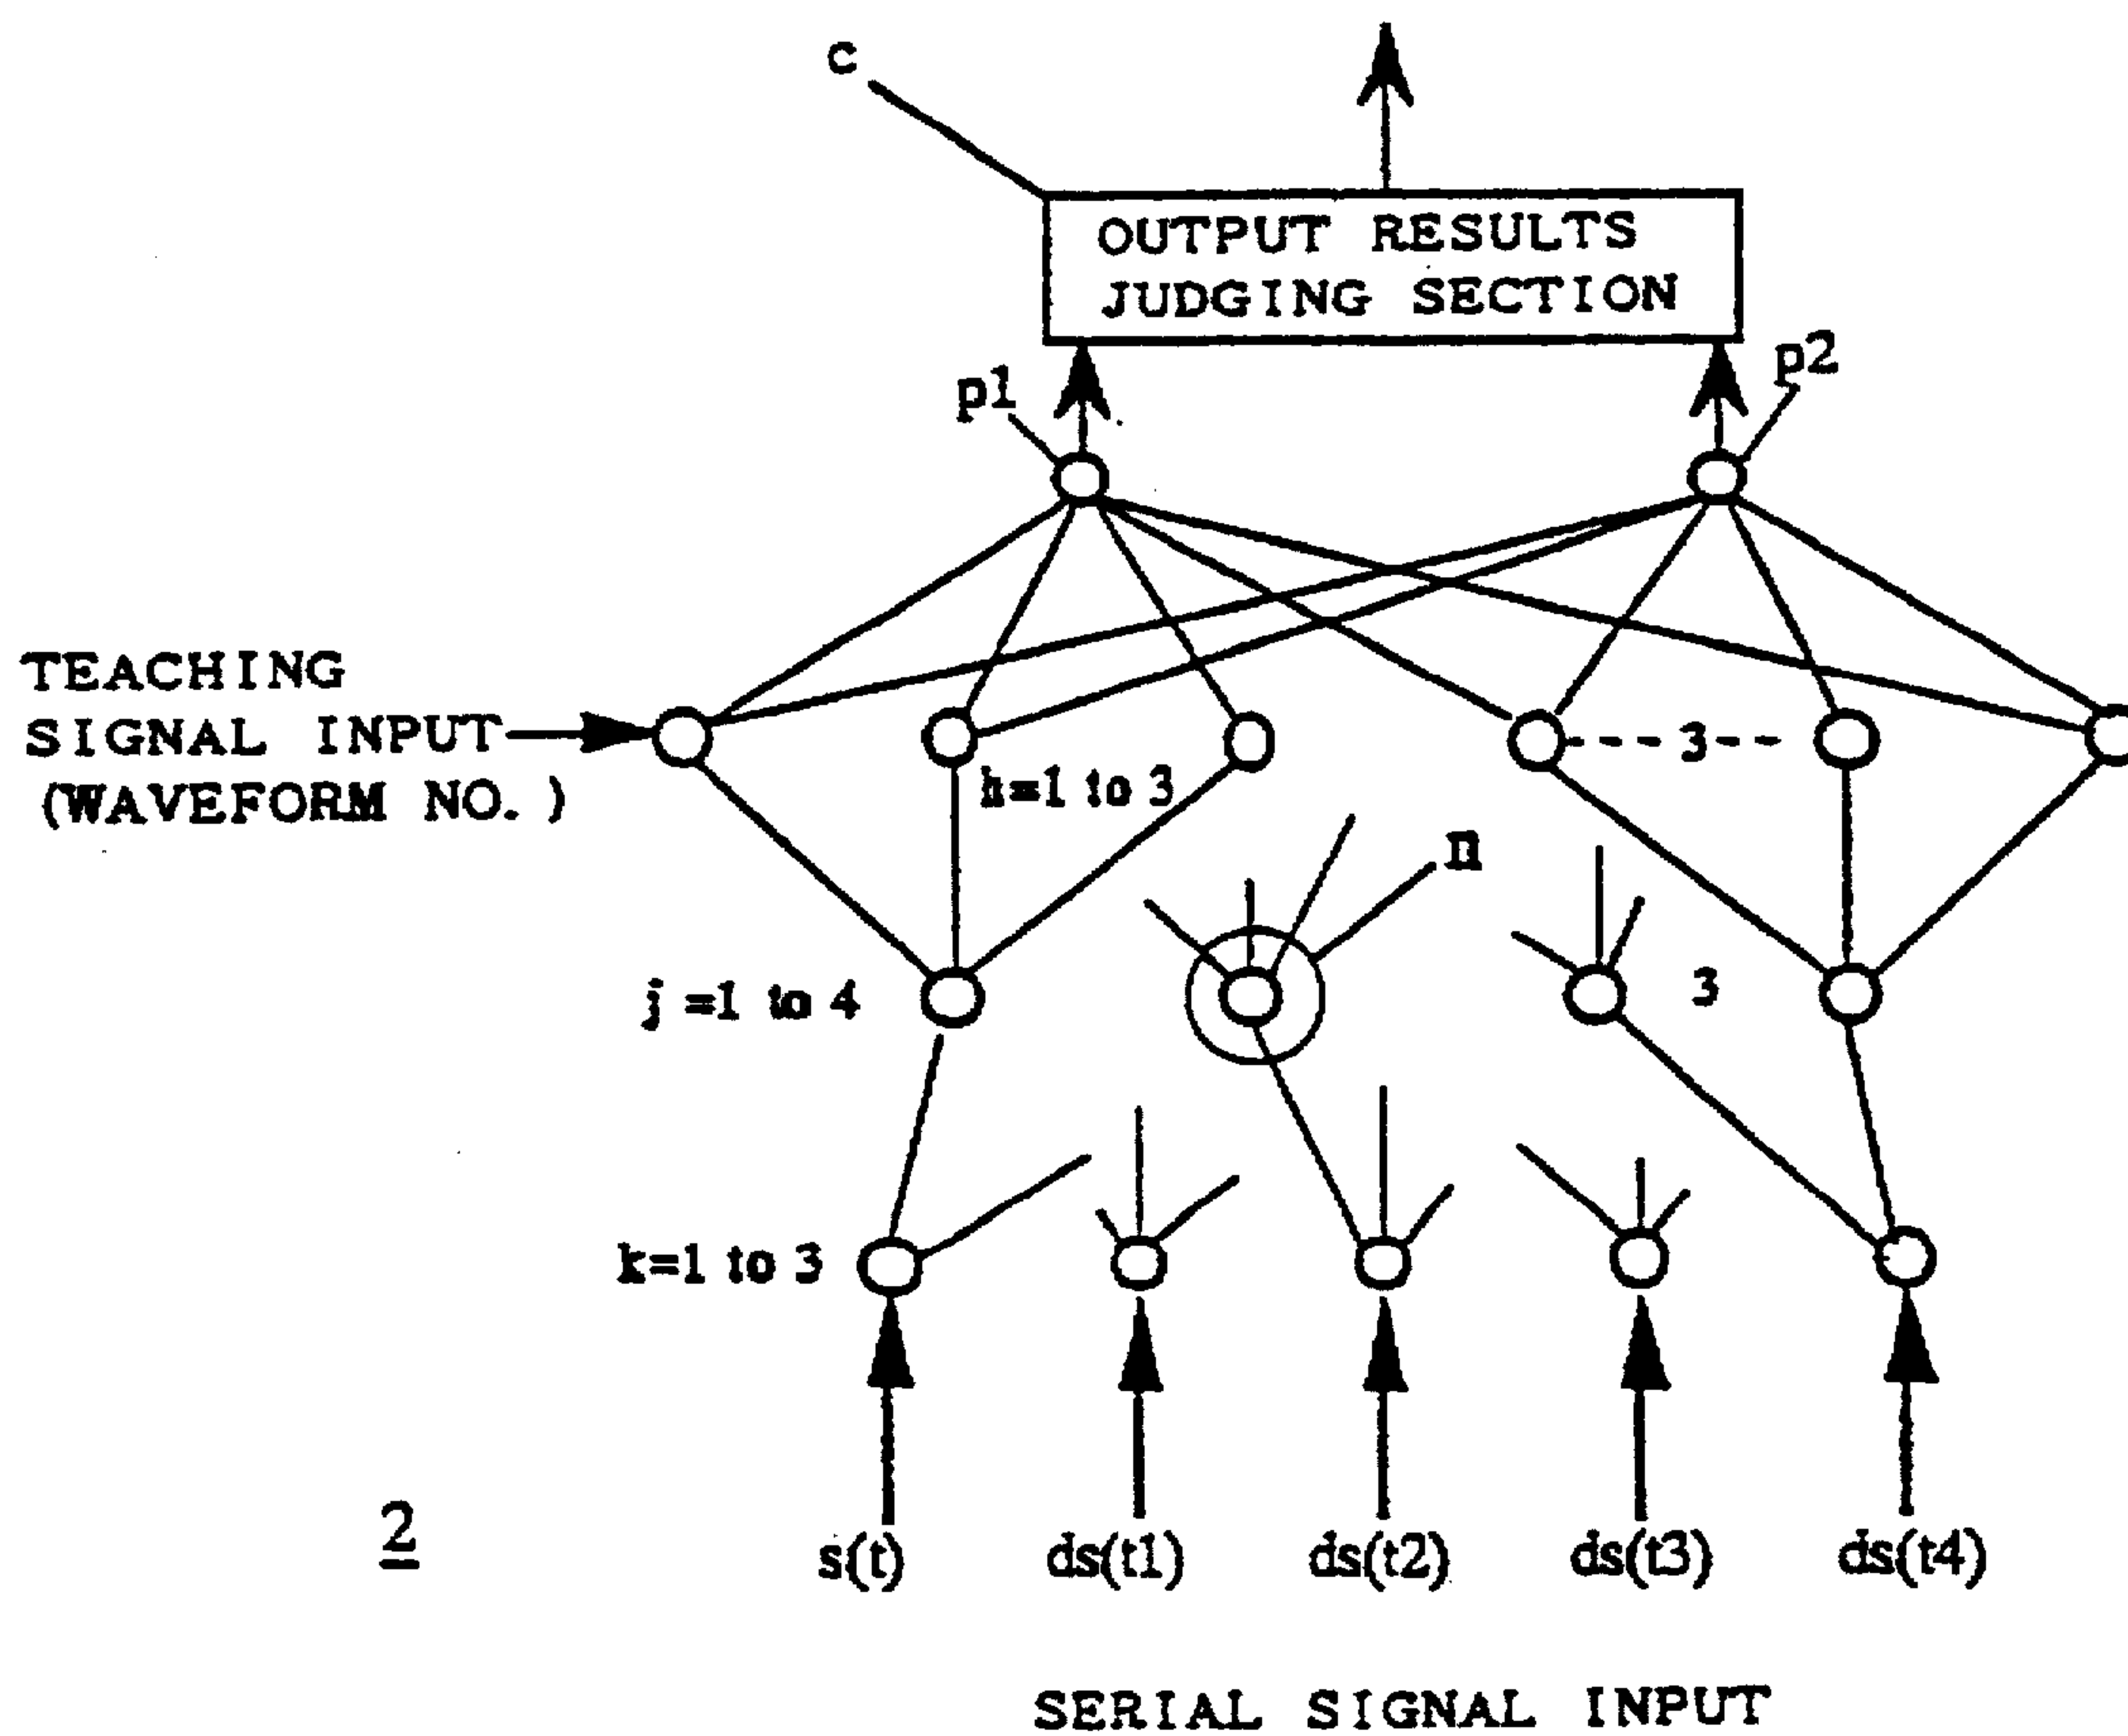 c
OUTPUT RESULTS
JUDGING SECTION
p1
p2
TEACHING
SIGNAL INPUT
(WAVEFORM NO. )
---3--
h=1 to 3
n
j =1 to 4
3
k=1 to 3
2
s(t) ds(t1) ds(t2) ds(t3) ds(t4)
SERIAL SIGNAL INPUT